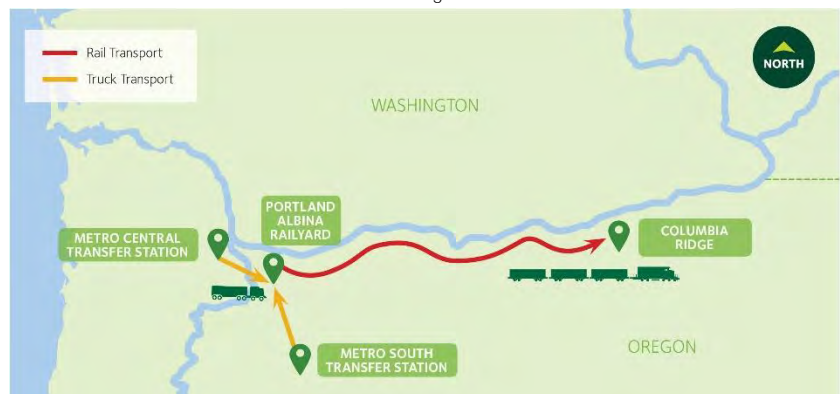 Rail Transport
Truck Transport
NORTH
WASHINGTON
PORTLAND
ALBINA
RAILYARD
METRO CENTRAL
TRANSFER STATION
COLUMBIA
RIDGE
METRO SOUTH
TRANSFER STATION
OREGON